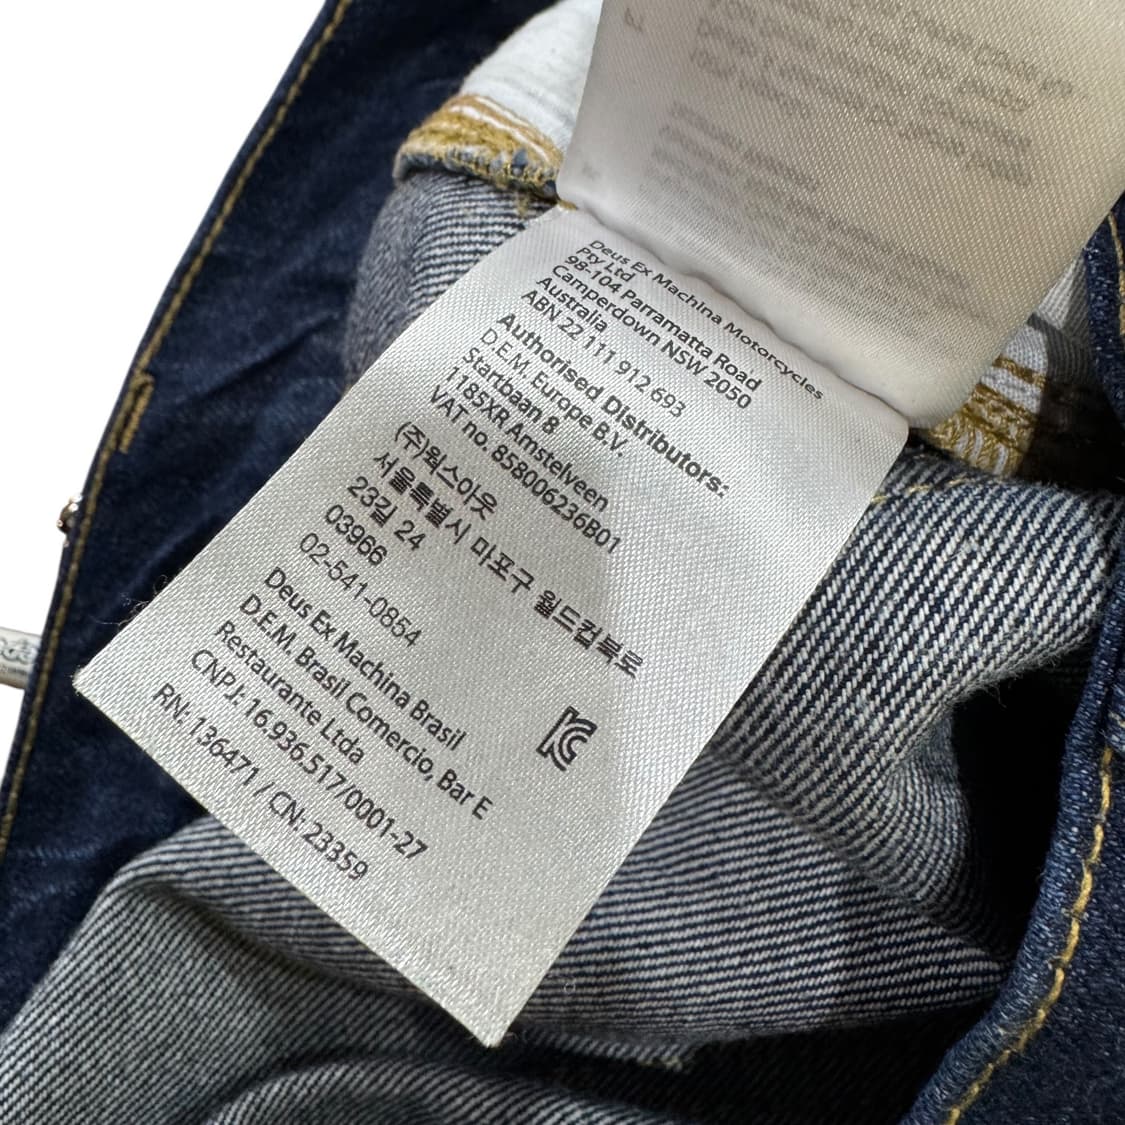 Deus Ex Machina Motorcycles
Pty Ltd
98-104 Parramatta Road
Camperdown NSW 2050
Australia
ABN 22 111 912 693
Authorised Distributors:
D.E.M. Europe B.V.
Startbaan 8
1185XR Amstelveen
VAT no. 858006236B01
(주)웍스아웃
서울특별시 마포구 월드컵북로
23길 24
03966
02-541-0854
Deus Ex Machina Brasil
D.E.M. Brasil Comercio, Bar E
Restaurante Ltda
CNPJ: 16.936.517/0001-27
RN: 136471 / CN: 23359